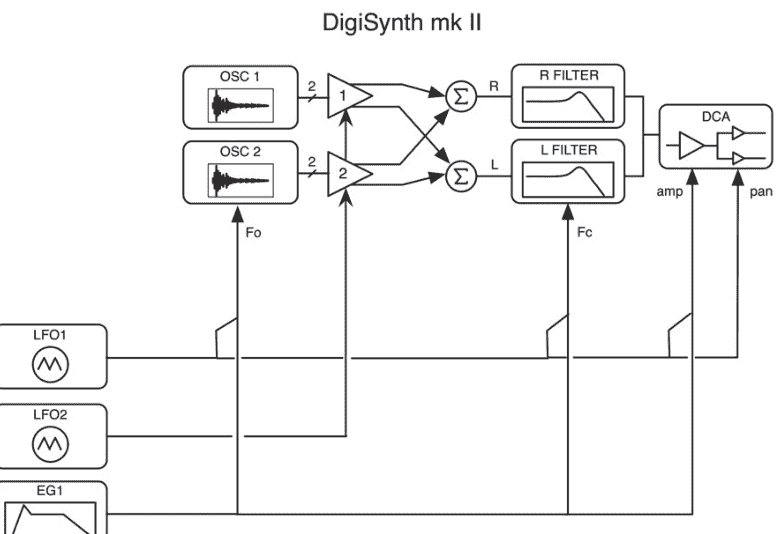 DigiSynth mk II
OSC 1
2
1
Σ
R
R FILTER
DCA
OSC 2
2
2
Σ
L
L FILTER
amp
pan
Fo
Fc
LFO1
LFO2
EG1